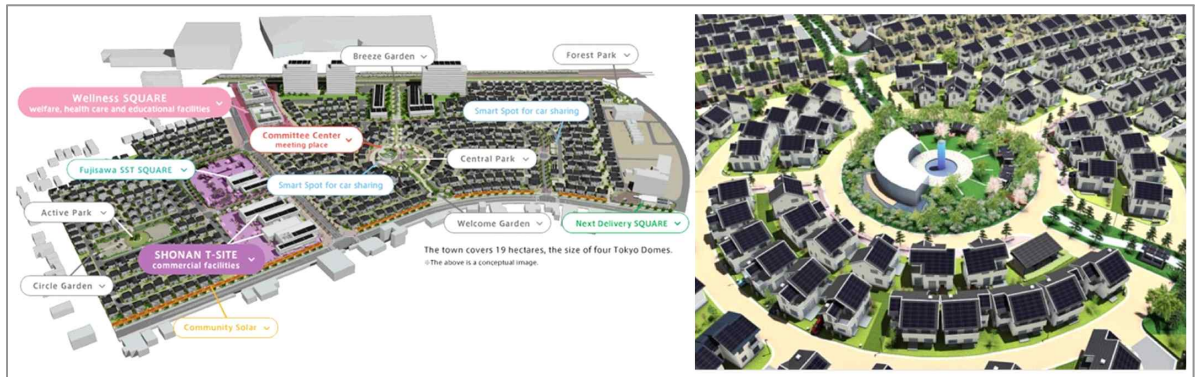 Breeze Garden
Forest Park
Wellness SQUARE
welfare, health care and educational facilities
Smart Spot for car sharing
Committee Center
meeting place
Central Park
Fujisawa SST SQUARE
Smart Spot for car sharing
Active Park
Welcome Garden
Next Delivery SQUARE
SHONAN T-SITE
commercial facilities
The town covers 19 hectares, the size of four Tokyo Domes.
※The above is a conceptual image.
Circle Garden
Community Solar